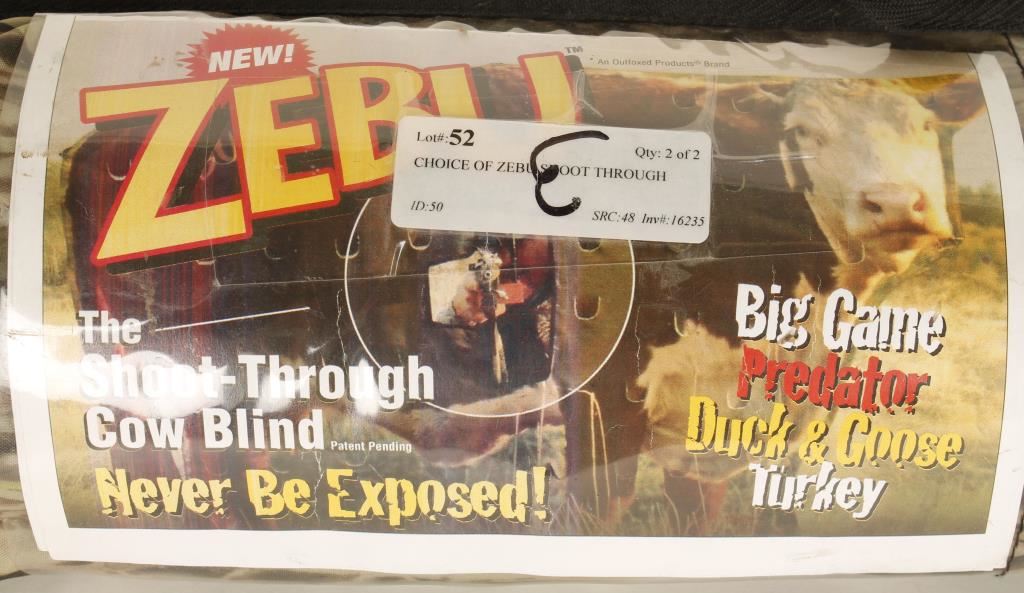 NEW!
ZEBU™
An Outfoxed Products® Brand
Lot#:52
Qty: 2 of 2
CHOICE OF ZEBU SHOOT THROUGH
ID:50
SRC:48 Inv#:16235
The
Shoot-Through
Cow Blind
Patent Pending
Never Be Exposed!
Big Game
Predator
Duck & Goose
Turkey